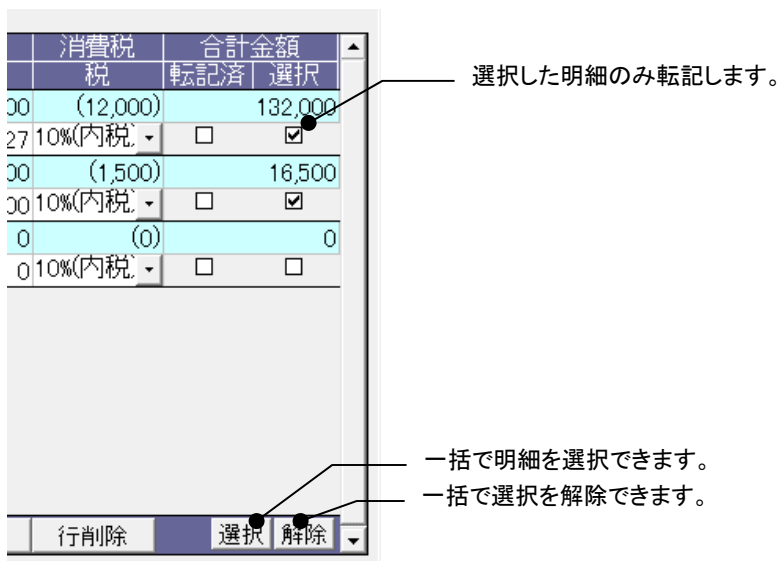 消費税 合計金額
税 転記済 選択
選択した明細のみ転記します。
00 (12,000) 132,000
27 10%(内税)
00 (1,500) 16,500
00 10%(内税)
0 (0) 0
0 10%(内税)
一括で明細を選択できます。
一括で選択を解除できます。
行削除 選択 解除